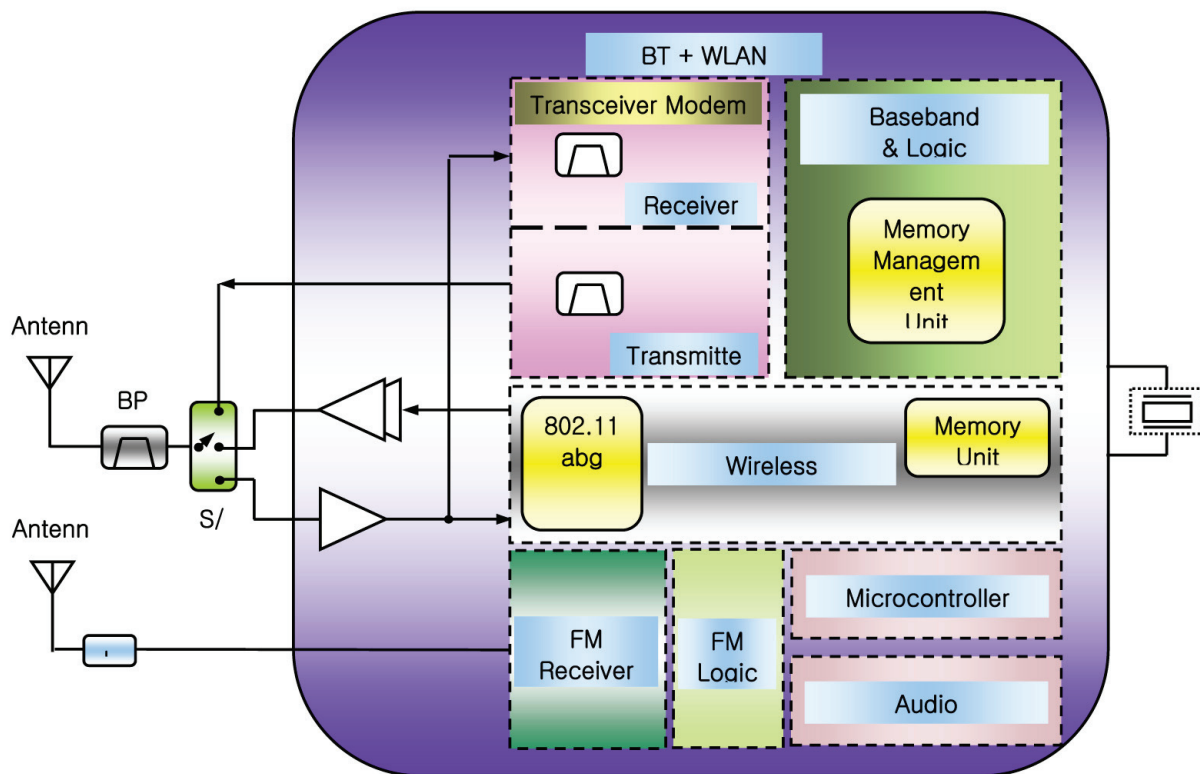 BT + WLAN
Transceiver Modem
Receiver
Transmitte
Baseband
& Logic
Memory
Managem
ent
Unit
Antenn
BP
S/
802.11
abg
Wireless
Memory
Unit
Antenn
FM
Receiver
FM
Logic
Microcontroller
Audio